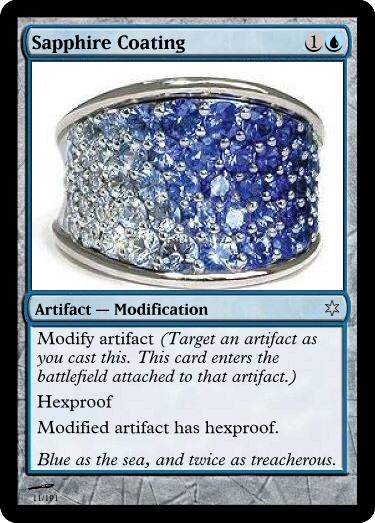 Sapphire Coating 1
Artifact — Modification
Modify artifact (Target an artifact as
you cast this. This card enters the
battlefield attached to that artifact.)
Hexproof
Modified artifact has hexproof.
Blue as the sea, and twice as treacherous.
11/191